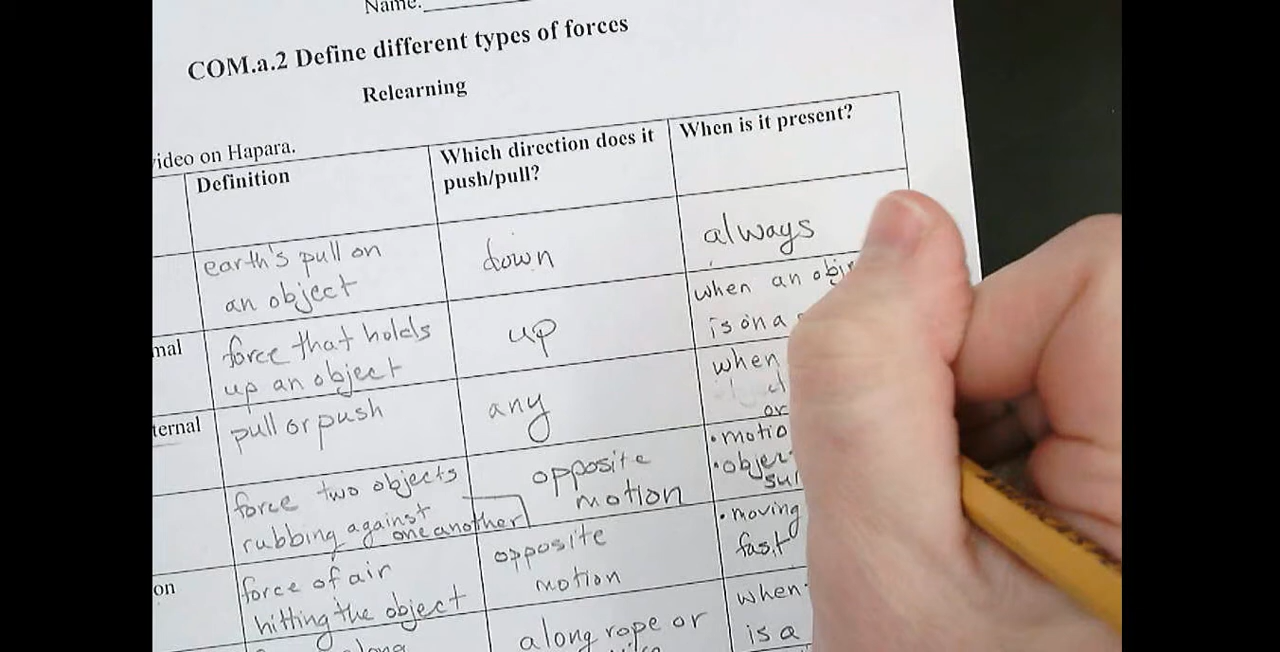 Name:
COM.a.2 Define different types of forces
Relearning
video on Hapara.
Definition
Which direction does it
push/pull?
When is it present?
earth's pull on
an object
down
always
mal
force that holds
up an object
up
when an obj
is on a
ternal
pull or push
any
when
or
force two objects
rubbing against
one another
opposite
motion
• motio
• objec
su
on
force of air
hitting the object
opposite
motion
• moving
fast
along
along rope or
when
is a